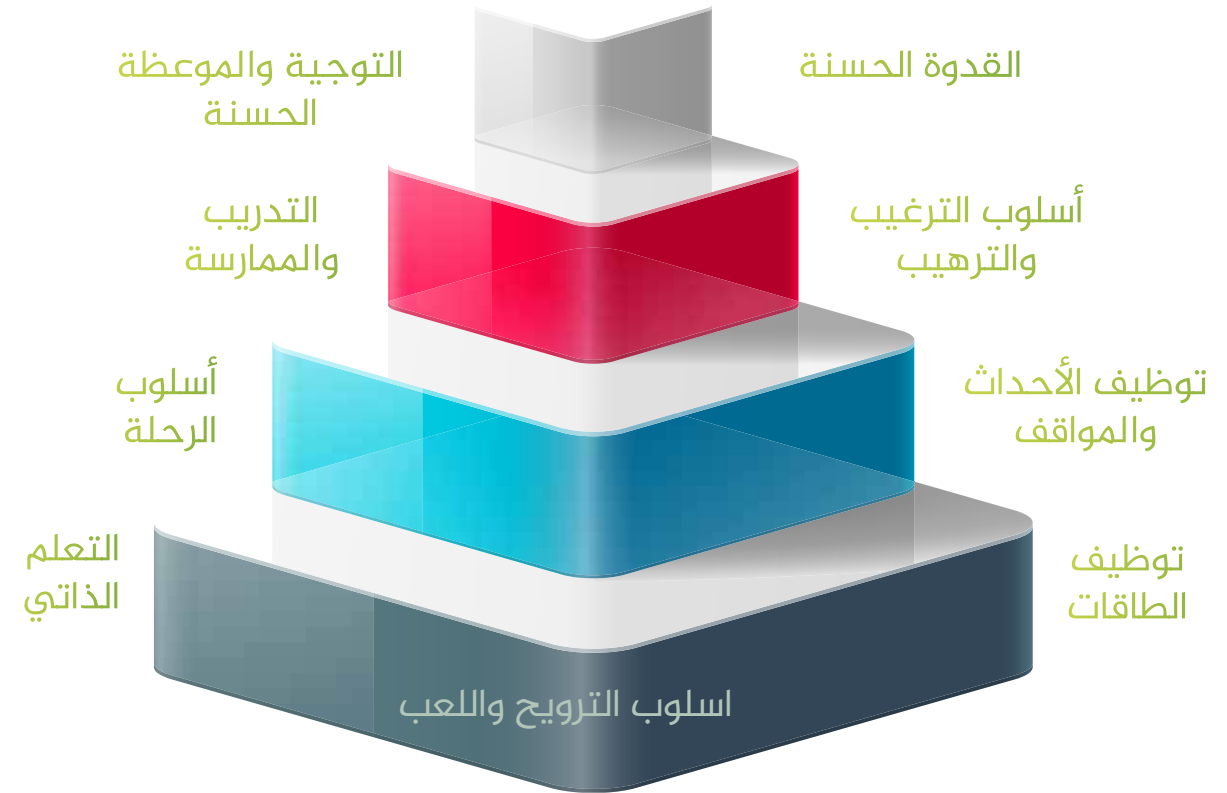 القدوة الحسنة
التوجية والموعظة
الحسنة
أسلوب الترغيب
والترهيب
التدريب
والممارسة
توظيف الأحداث
والمواقف
أسلوب
الرحلة
توظيف
الطاقات
التعلم
الذاتي
اسلوب الترويح واللعب